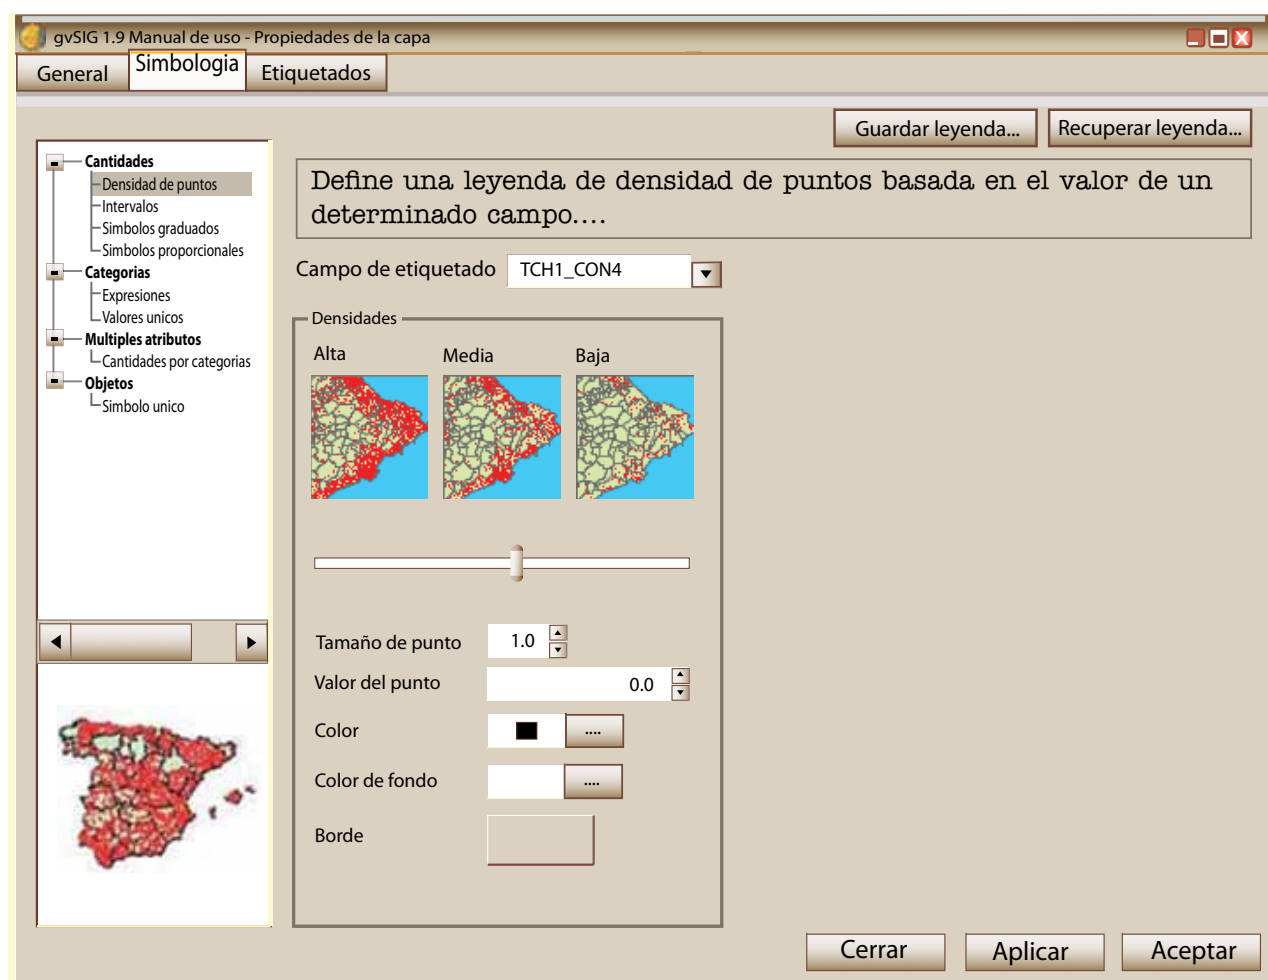 gvSIG 1.9 Manual de uso - Propiedades de la capa
General
Simbologia
Etiquetados
Guardar leyenda...
Recuperar leyenda...
Cantidades
Densidad de puntos
Intervalos
Simbolos graduados
Simbolos proporcionales
Categorias
Expresiones
Valores unicos
Multiples atributos
Cantidades por categorias
Objetos
Simbolo unico
Define una leyenda de densidad de puntos basada en el valor de un
determinado campo....
Campo de etiquetado TCH1_CON4
Densidades
Alta Media Baja
Tamaño de punto 1.0
Valor del punto 0.0
Color ....
Color de fondo ....
Borde
Cerrar
Aplicar
Aceptar